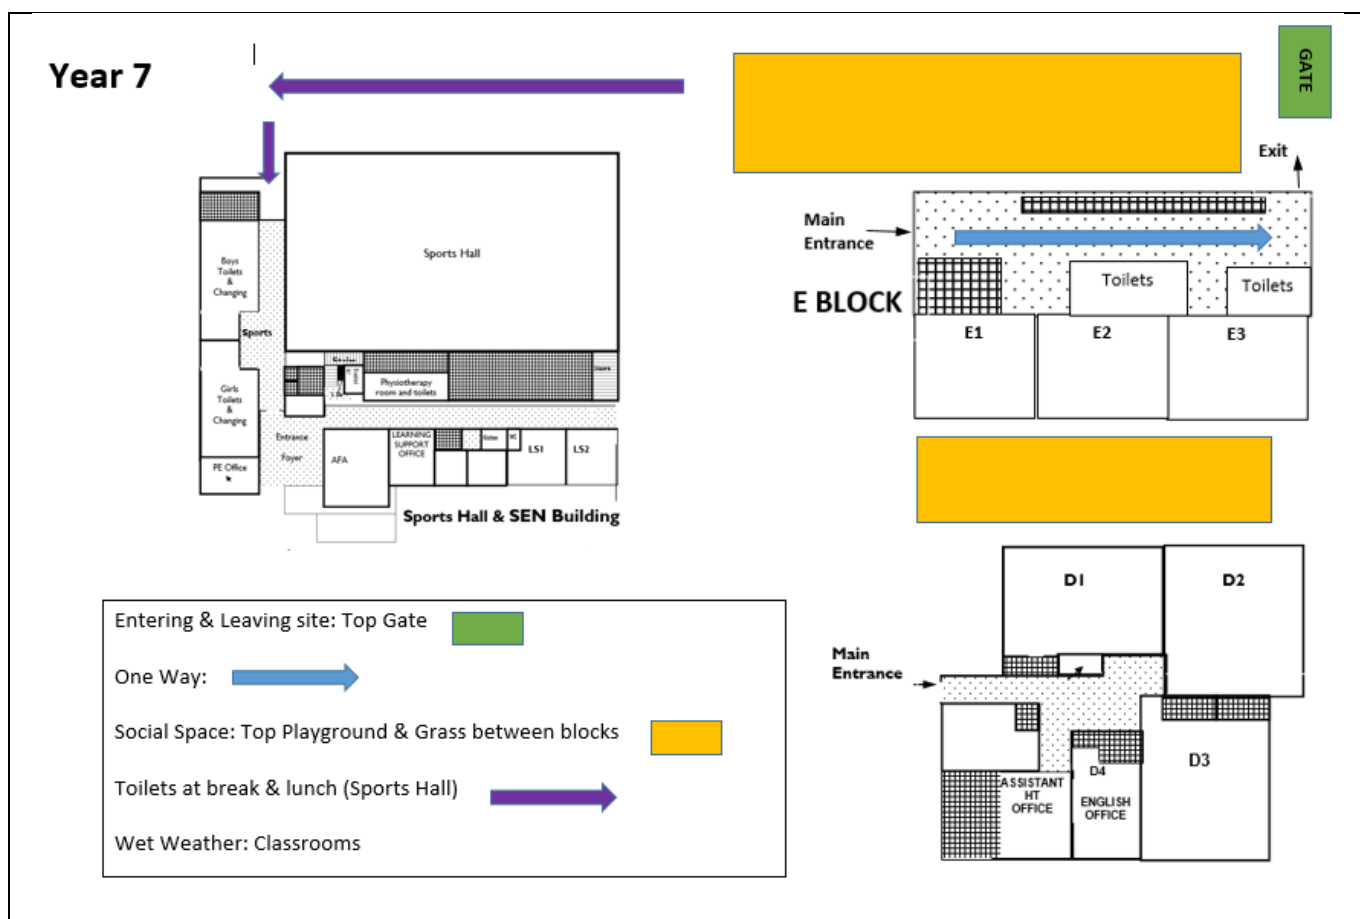 Year 7
GATE
Exit
Main
Entrance
E BLOCK
Toilets
Toilets
E1
E2
E3
Sports Hall
Boys
Toilets
&
Changing
Sports
Girls
Toilets
&
Changing
Physiotherapy
room and toilets
Entrance
Foyer
PE Office
AFA
LEARNING
SUPPORT
OFFICE
LS1
LS2
Sports Hall & SEN Building
D1
D2
Main
Entrance
D3
D4
ASSISTANT
HT
OFFICE
ENGLISH
OFFICE
Entering & Leaving site: Top Gate
One Way:
Social Space: Top Playground & Grass between blocks
Toilets at break & lunch (Sports Hall)
Wet Weather: Classrooms